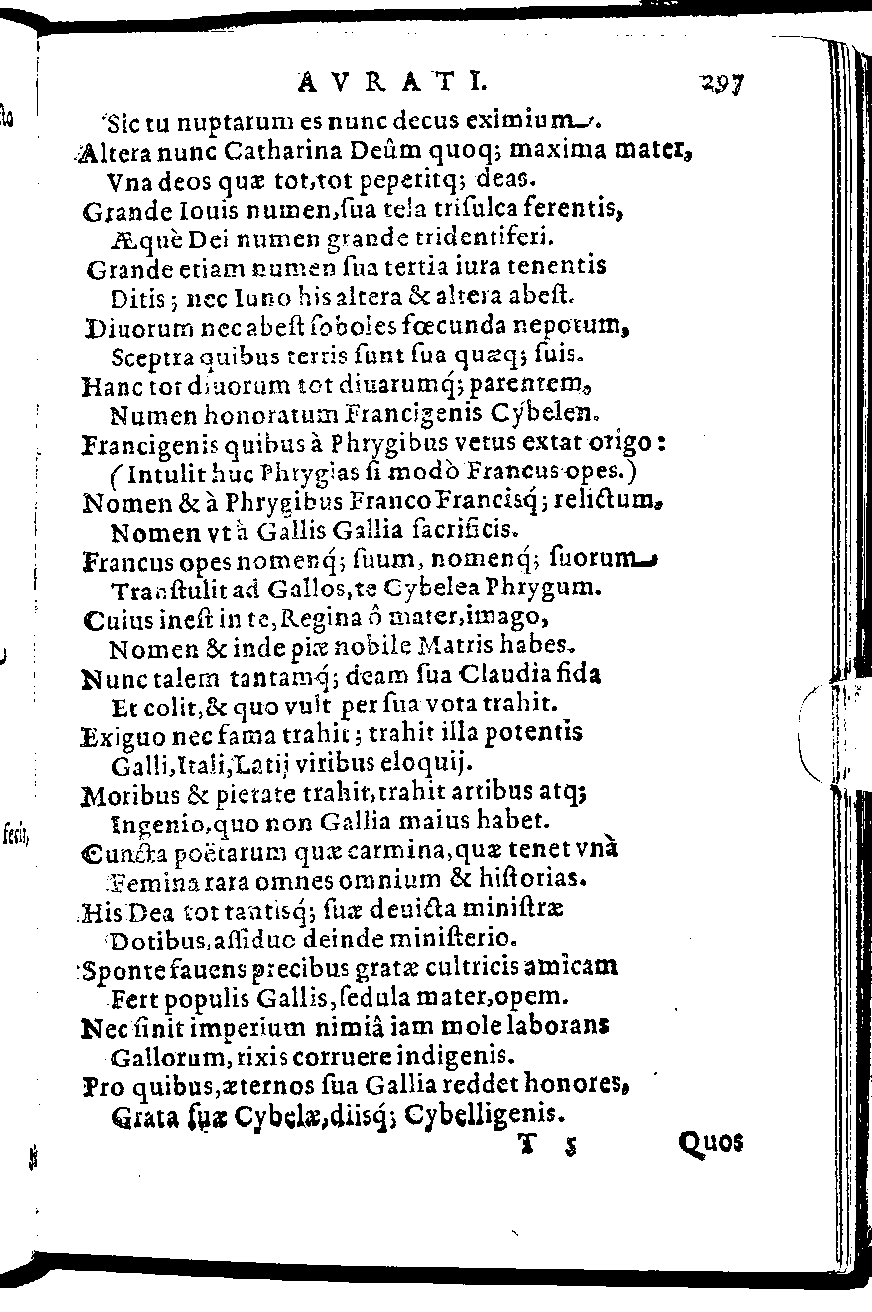 AVRATI. 297
Sic tu nuptarum es nunc decus eximium.
Altera nunc Catharina Deûm quoq; maxima mater,
Vna deos quæ tot, tot peperitq; deas.
Grande Iouis numen, ſua tela triſulca ferentis,
Æquè Dei numen grande tridentiferi.
Grande etiam numen ſua tertia iura tenentis
Ditis; nec Iuno his altera & altera abeſt.
Diuorum nec abeſt ſoboles fœcunda nepotum,
Sceptra quibus terris ſunt ſua quæq; ſuis.
Hanc tot diuorum tot diuarumq́; parentem,
Numen honoratum Francigenis Cybelen.
Francigenis quibus à Phrygibus vetus extat origo:
(Intulit huc Phrygias ſi modò Francus opes.)
Nomen & à Phrygibus Franco Francisq́; relictum,
Nomen vt à Gallis Gallia ſacrificis.
Francus opes nomenq́; ſuum, nomenq́; ſuorum,
Tranſtulit ad Gallos, te Cybelea Phrygum.
Cuius ineſt in te, Regina ô mater, imago,
Nomen & inde piæ nobile Matris habes.
Nunc talem tantamq́; deam ſua Claudia fida
Et colit, & quo vult per ſua vota trahit.
Exiguo nec fama trahit; trahit illa potentis
Galli, Itali, Latij viribus eloquij.
Moribus & pietate trahit, trahit artibus atq;
Ingenio, quo non Gallia maius habet.
Cuncta poëtarum quæ carmina, quæ tenet vnà
Femina rara omnes omnium & hiſtorias.
His Dea tot tantisq́; ſuæ deuicta miniſtræ
Dotibus, aſſiduo deinde miniſterio.
Sponte fauens precibus gratæ cultricis amicam
Fert populis Gallis, ſedula mater, opem.
Nec ſinit imperium nimiâ iam mole laborans
Gallorum, rixis corruere indigenis.
Pro quibus, æternos ſua Gallia reddet honores,
Grata ſuæ Cybelæ, diisq́; Cybelligenis.
T 5 Quos